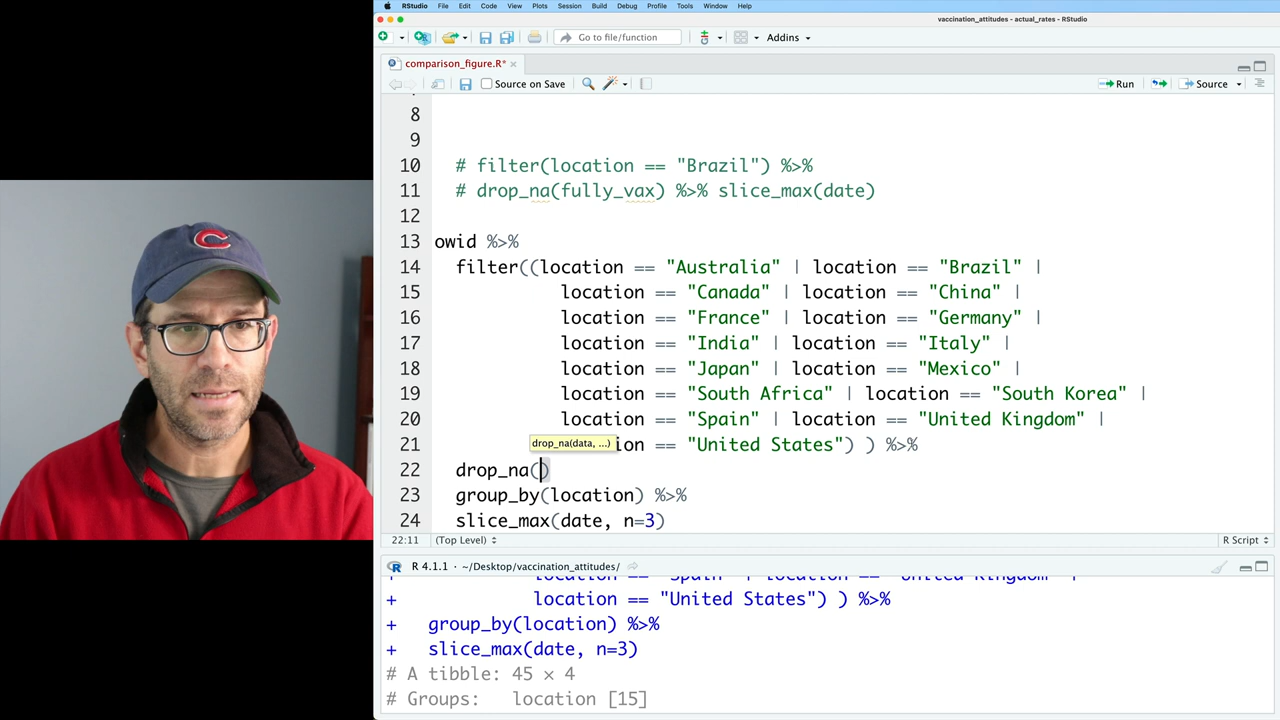 RStudio File Edit Code View Plots Session Build Debug Profile Tools Window Help
vaccination_attitudes - actual_rates - RStudio
Go to file/function Addins
comparison_figure.R*
Source on Save Run Source
8
9
10 # filter(location == "Brazil") %>%
11 # drop_na(fully_vax) %>% slice_max(date)
12
13 owid %>%
14 filter((location == "Australia" | location == "Brazil" |
15 location == "Canada" | location == "China" |
16 location == "France" | location == "Germany" |
17 location == "India" | location == "Italy" |
18 location == "Japan" | location == "Mexico" |
19 location == "South Africa" | location == "South Korea" |
20 location == "Spain" | location == "United Kingdom" |
drop_na(data, ...)
21 ion == "United States") ) %>%
22 drop_na()
23 group_by(location) %>%
24 slice_max(date, n=3)
22:11 (Top Level) R Script
R 4.1.1 · ~/Desktop/vaccination_attitudes/
+ location == "Spain" | location == "United Kingdom" |
+ location == "United States") ) %>%
+ group_by(location) %>%
+ slice_max(date, n=3)
# A tibble: 45 × 4
# Groups: location [15]